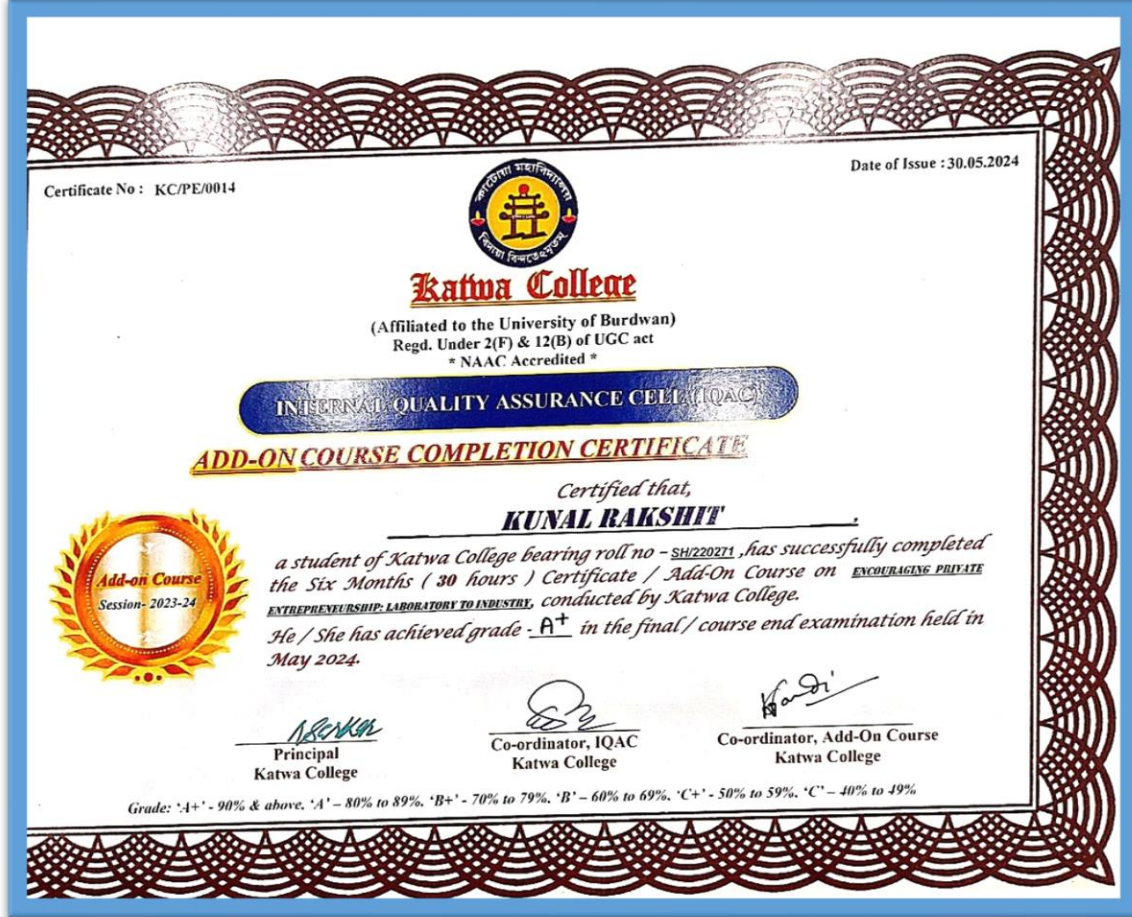 Certificate No : KC/PE/0014
Date of Issue : 30.05.2024
কাটোয়া মহাবিদ্যালয়
বিদ্যয়া বিন্দতেঽমৃতম্
Katwa College
(Affiliated to the University of Burdwan)
Regd. Under 2(F) & 12(B) of UGC act
* NAAC Accredited *
INTERNAL QUALITY ASSURANCE CELL (IQAC)
ADD-ON COURSE COMPLETION CERTIFICATE
Certified that,
KUNAL RAKSHIT ,
a student of Katwa College bearing roll no – SH/220271 ,has successfully completed
the Six Months ( 30 hours ) Certificate / Add-On Course on ENCOURAGING PRIVATE
ENTREPRENEURSHIP: LABORATORY TO INDUSTRY, conducted by Katwa College.
He / She has achieved grade - A+ in the final / course end examination held in
May 2024.
Add-on Course
Session- 2023-24
Principal
Katwa College
Co-ordinator, IQAC
Katwa College
Co-ordinator, Add-On Course
Katwa College
Grade: ‘A+’ - 90% & above, ‘A’ – 80% to 89%, ‘B+’ - 70% to 79%, ‘B’ – 60% to 69%, ‘C+’ - 50% to 59%, ‘C’ – 40% to 49%